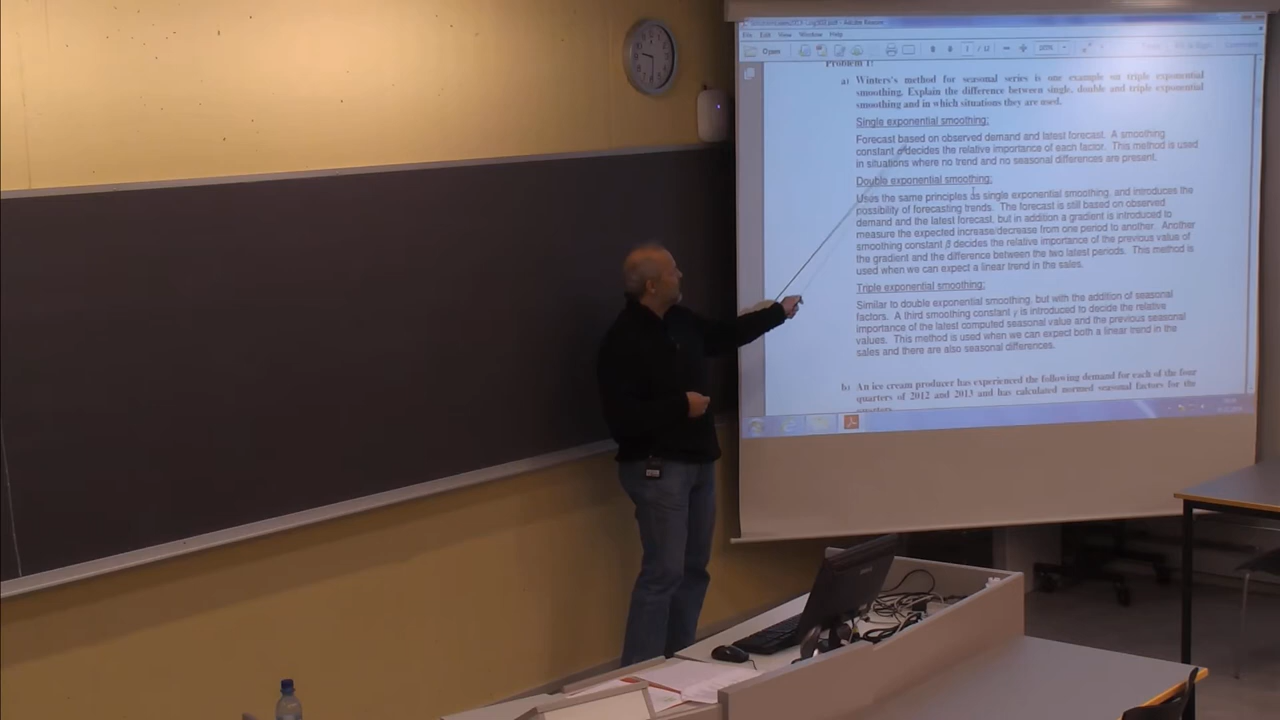 Adobe Reader
File Edit View Window Help
Open
Problem 1:
a) Winters's method for seasonal series is one example on triple exponential
smoothing. Explain the difference between single, double and triple exponential
smoothing and in which situations they are used.
Single exponential smoothing:
Forecast based on observed demand and latest forecast. A smoothing
constant decides the relative importance of each factor. This method is used
in situations where no trend and no seasonal differences are present.
Double exponential smoothing:
Uses the same principles as single exponential smoothing, and introduces the
possibility of forecasting trends. The forecast is still based on observed
demand and the latest forecast, but in addition a gradient is introduced to
measure the expected increase/decrease from one period to another. Another
smoothing constant β decides the relative importance of the previous value of
the gradient and the difference between the two latest periods. This method is
used when we can expect a linear trend in the sales.
Triple exponential smoothing:
Similar to double exponential smoothing, but with the addition of seasonal
factors. A third smoothing constant γ is introduced to decide the relative
importance of the latest computed seasonal value and the previous seasonal
values. This method is used when we can expect both a linear trend in the
sales and there are also seasonal differences.
b) An ice cream producer has experienced the following demand for each of the four
quarters of 2012 and 2013 and has calculated normed seasonal factors for the
quarters